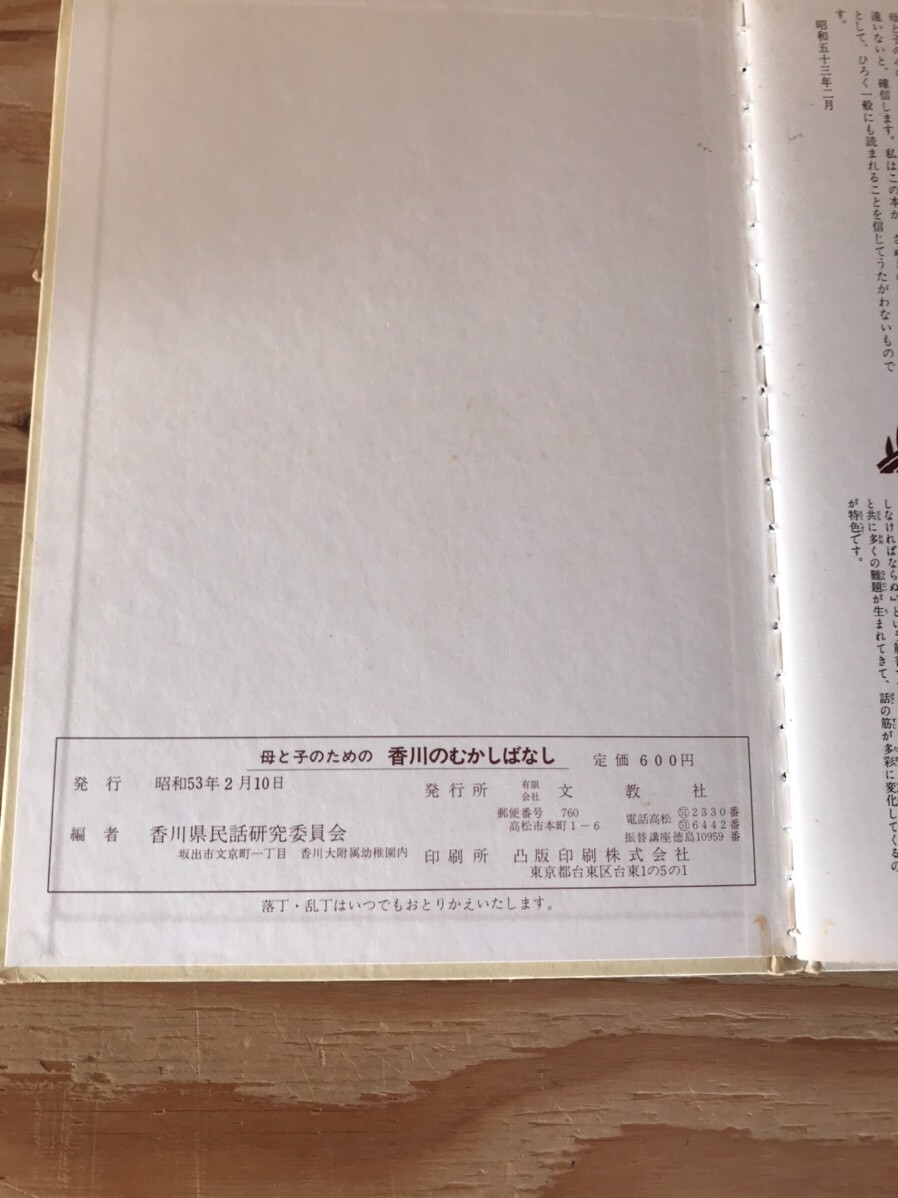 違いないと、確信します。私はこの本が
として、ひろく一般にも読まれることを信じてうたがわないもので
す。
昭和五十三年二月
しなければならぬ
と共に多くの難題が生まれてきて、話の筋が多彩に変化してくるの
が特色です。
母と子のための 香川のむかしばなし 定価 600円
発行 昭和53年2月10日
編者 香川県民話研究委員会
坂出市文京町一丁目 香川大附属幼稚園内
発行所 有限会社 文教社
郵便番号 760
高松市本町1-6
電話高松 ㊿2330番
6442番
振替講座徳島10959番
印刷所 凸版印刷株式会社
東京都台東区台東1の5の1
落丁・乱丁はいつでもおとりかえいたします。